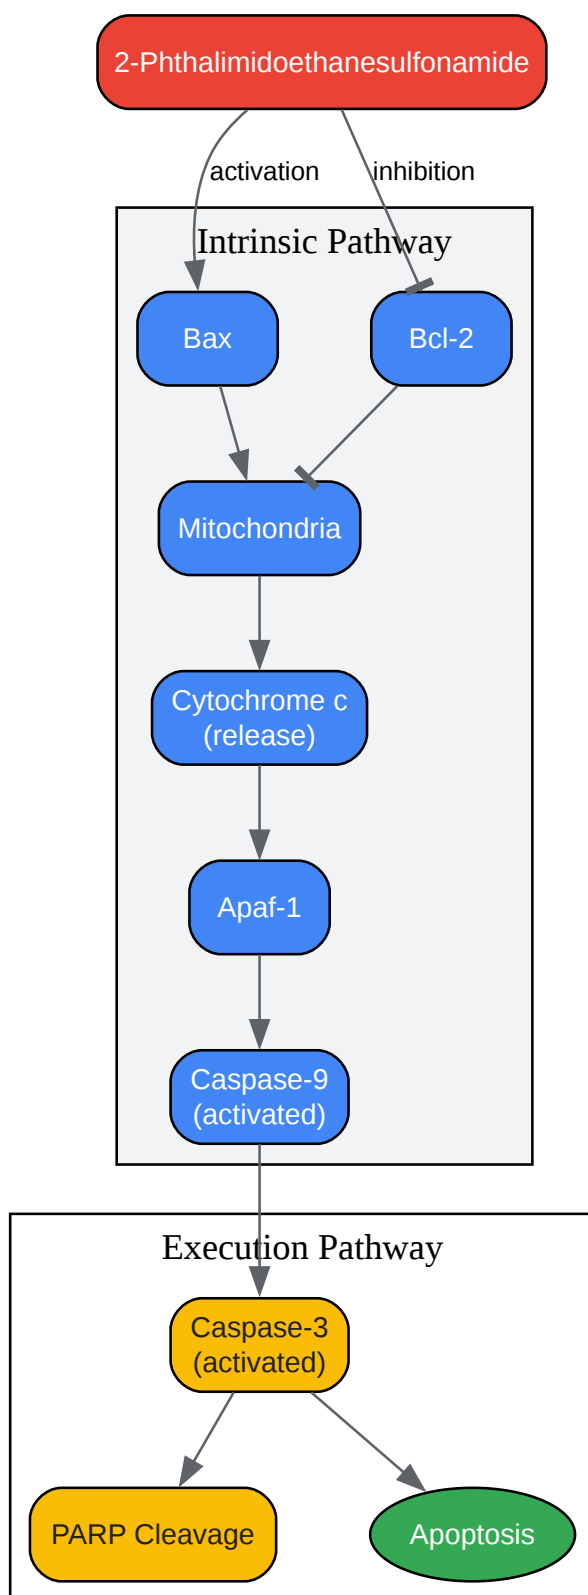 2-Phthalimidoethanesulfonamide
activation
inhibition
Intrinsic Pathway
Bax
Bcl-2
Mitochondria
Cytochrome c
(release)
Apaf-1
Caspase-9
(activated)
Execution Pathway
Caspase-3
(activated)
PARP Cleavage
Apoptosis